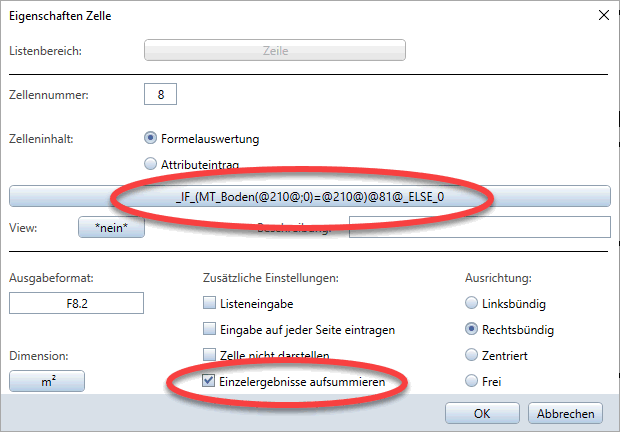 Eigenschaften Zelle
Listenbereich: Zeile
Zellennummer: 8
Zelleninhalt: Formelauswertung
Attributeintrag
_IF_(MT_Boden(@210@;0)=@210@)@81@_ELSE_0
View: *nein* Beschreibung:
Ausgabeformat: Zusätzliche Einstellungen: Ausrichtung:
F8.2 Listeneingabe Linksbündig
Eingabe auf jeder Seite eintragen Rechtsbündig
Dimension: Zelle nicht darstellen Zentriert
m² Einzelergebnisse aufsummieren Frei
OK Abbrechen